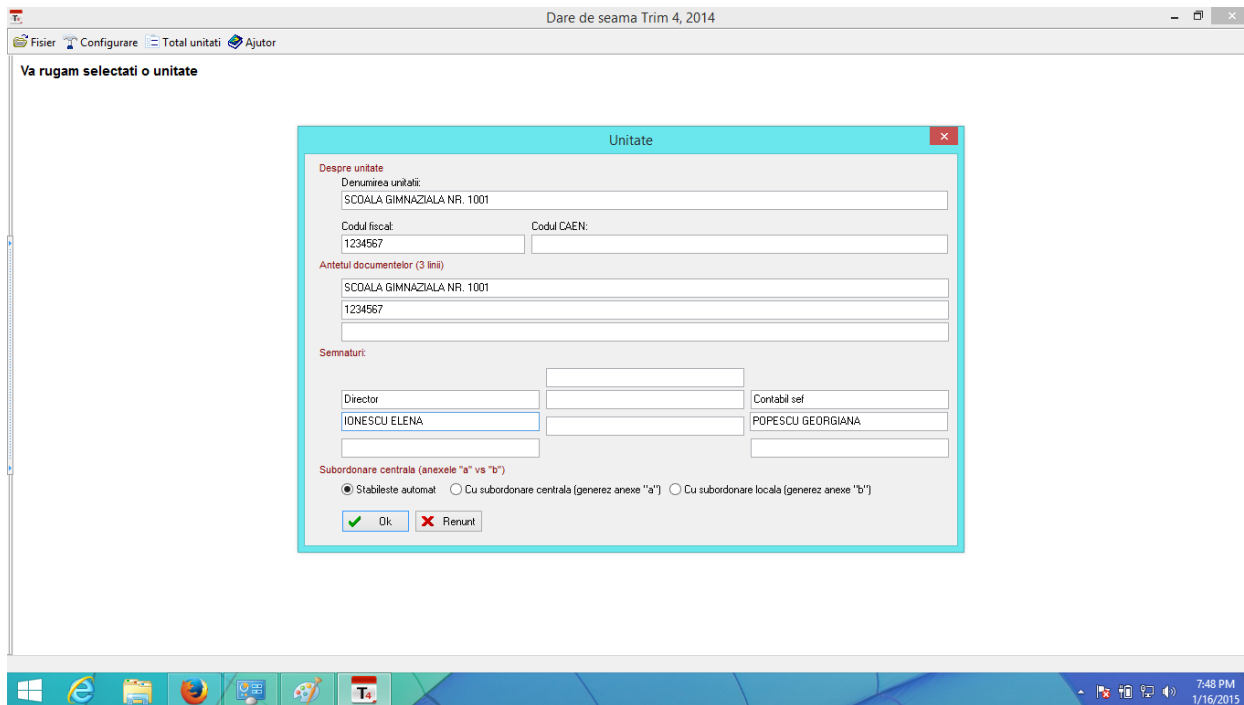 Dare de seama Trim 4, 2014
Fisier Configurare Total unitati Ajutor
Va rugam selectati o unitate
Unitate
Despre unitate
Denumirea unitatii:
SCOALA GIMNAZIALA NR. 1001
Codul fiscal: Codul CAEN:
1234567
Antetul documentelor (3 linii)
SCOALA GIMNAZIALA NR. 1001
1234567
Semnaturi:
Director Contabil sef
IONESCU ELENA POPESCU GEORGIANA
Subordonare centrala (anexele "a" vs "b")
Stabileste automat Cu subordonare centrala (generez anexe "a") Cu subordonare locala (generez anexe "b")
Ok Renunt
T4
7:48 PM
1/16/2015